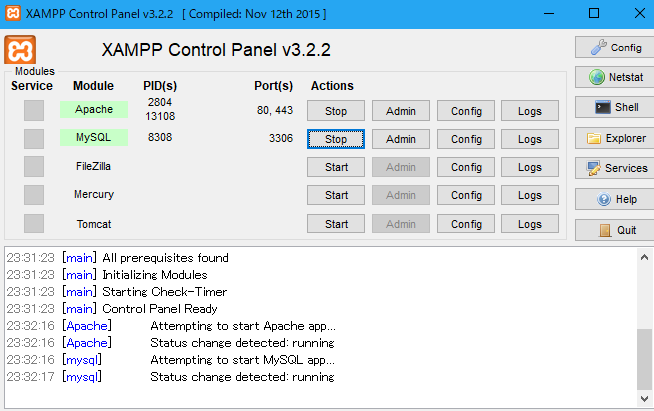 XAMPP Control Panel v3.2.2 [ Compiled: Nov 12th 2015 ]
XAMPP Control Panel v3.2.2
Config
Modules
Service Module PID(s) Port(s) Actions
Netstat
Apache 2804 13108 80, 443 Stop Admin Config Logs
Shell
MySQL 8308 3306 Stop Admin Config Logs
Explorer
FileZilla Start Admin Config Logs
Services
Mercury Start Admin Config Logs
Help
Tomcat Start Admin Config Logs
Quit
23:31:23 [main] All prerequisites found
23:31:23 [main] Initializing Modules
23:31:23 [main] Starting Check-Timer
23:31:23 [main] Control Panel Ready
23:32:16 [Apache] Attempting to start Apache app...
23:32:16 [Apache] Status change detected: running
23:32:16 [mysql] Attempting to start MySQL app...
23:32:17 [mysql] Status change detected: running